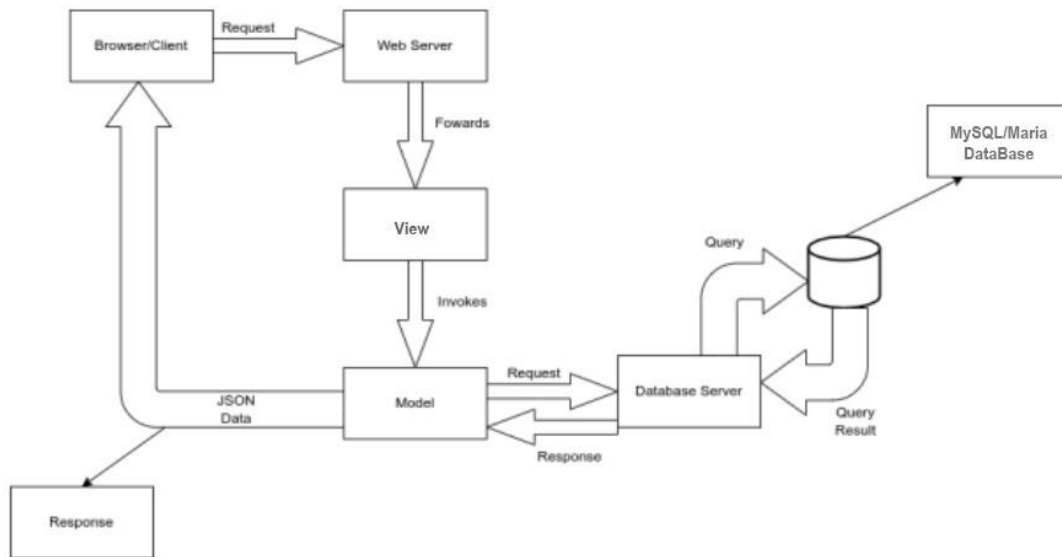 Browser/Client
Request
Web Server
Fowards
MySQL/Maria
DataBase
View
Query
Invokes
Request
Database Server
Model
JSON
Data
Query
Result
Response
Response